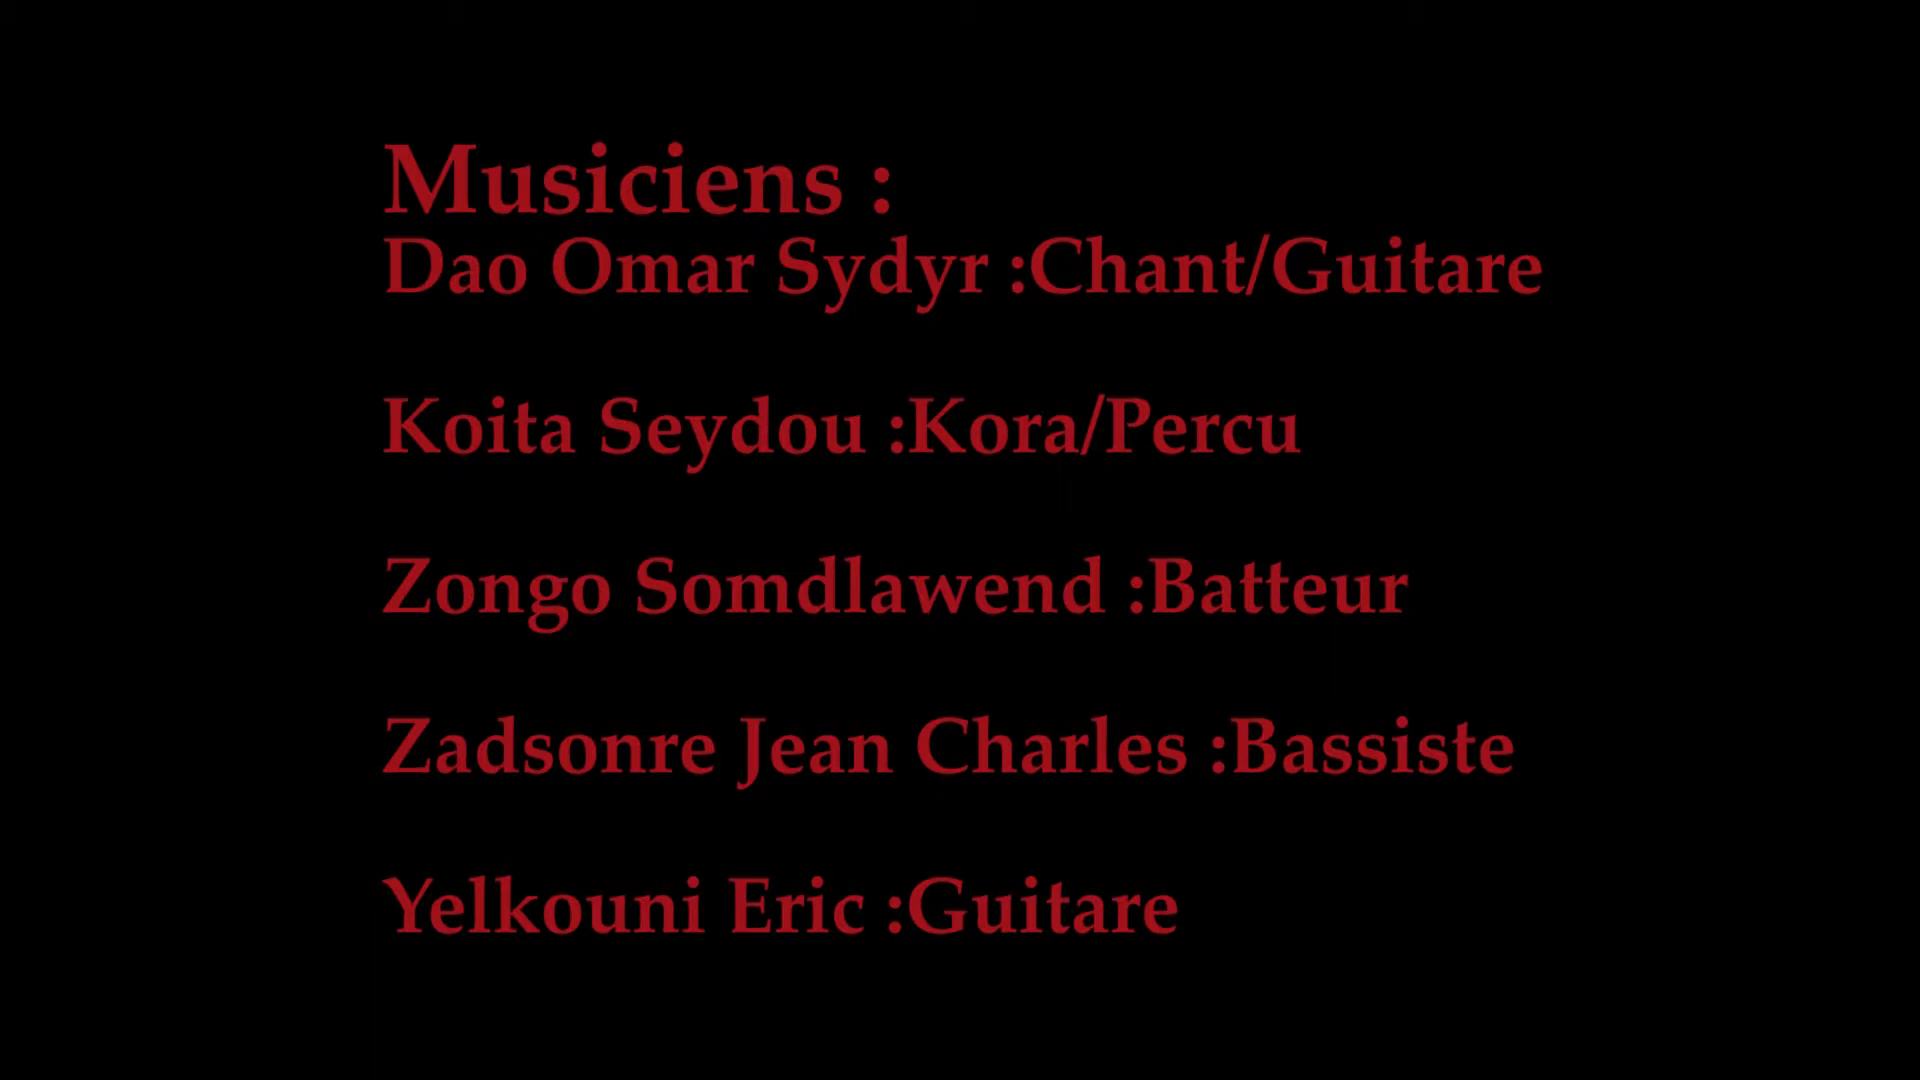 Musiciens :
Dao Omar Sydyr :Chant/Guitare
Koita Seydou :Kora/Percu
Zongo Somdlawend :Batteur
Zadsonre Jean Charles :Bassiste
Yelkouni Eric :Guitare